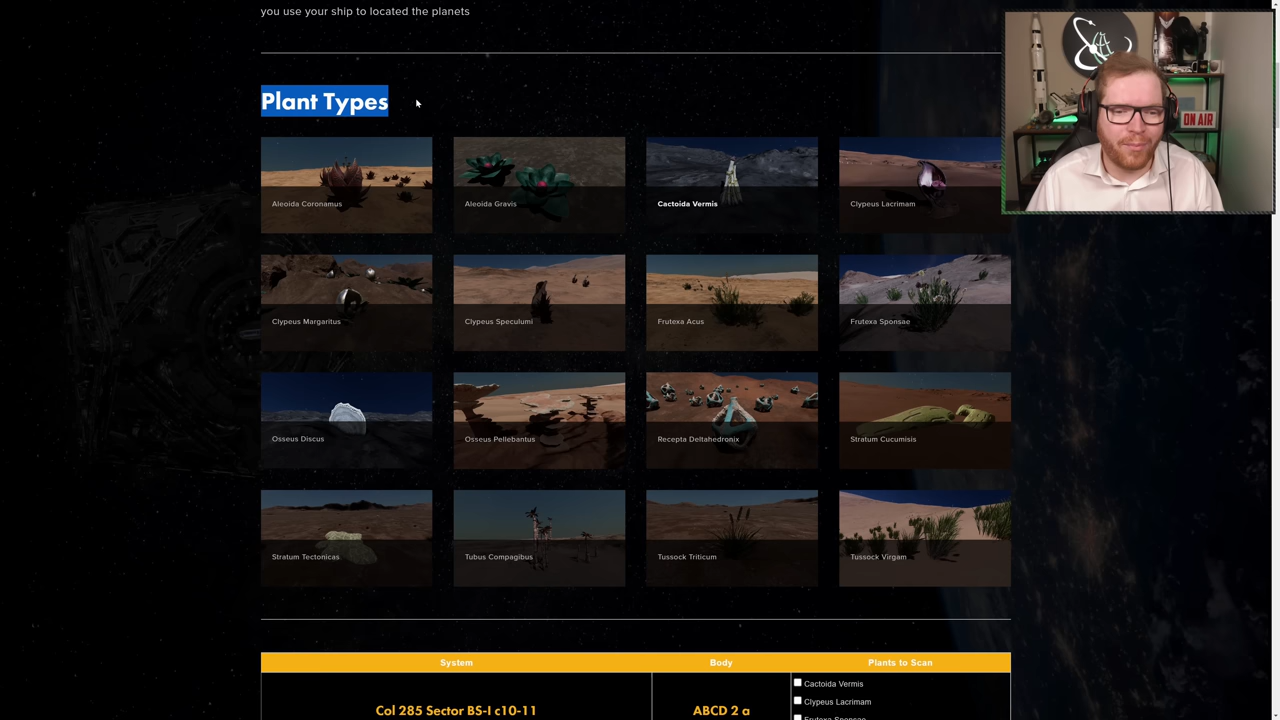 you use your ship to located the planets
Plant Types
ON AIR
Aleoida Coronamus
Aleoida Gravis
Cactoida Vermis
Clypeus Lacrimam
Clypeus Margaritus
Clypeus Speculumi
Frutexa Acus
Frutexa Sponsae
Osseus Discus
Osseus Pellebantus
Recepta Deltahedronix
Stratum Cucumisis
Stratum Tectonicas
Tubus Compagibus
Tussock Triticum
Tussock Virgam
System
Body
Plants to Scan
Cactoida Vermis
Col 285 Sector BS-I c10-11
ABCD 2 a
Clypeus Lacrimam
Frutexa Sponsae